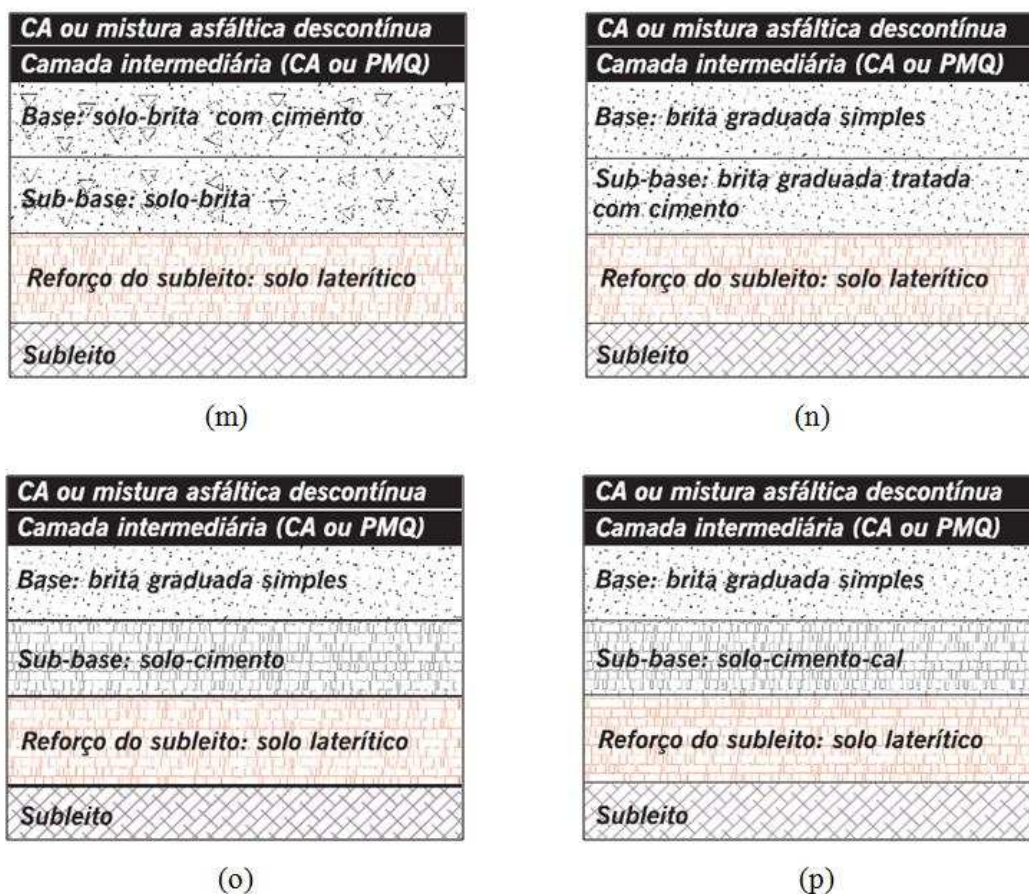 CA ou mistura asfáltica descontínua
Camada intermediária (CA ou PMQ)
Base: solo-brita com cimento
Sub-base: solo-brita
Reforço do subleito: solo laterítico
Subleito
(m)
CA ou mistura asfáltica descontínua
Camada intermediária (CA ou PMQ)
Base: brita graduada simples
Sub-base: brita graduada tratada
com cimento
Reforço do subleito: solo laterítico
Subleito
(n)
CA ou mistura asfáltica descontínua
Camada intermediária (CA ou PMQ)
Base: brita graduada simples
Sub-base: solo-cimento
Reforço do subleito: solo laterítico
Subleito
(o)
CA ou mistura asfáltica descontínua
Camada intermediária (CA ou PMQ)
Base: brita graduada simples
Sub-base: solo-cimento-cal
Reforço do subleito: solo laterítico
Subleito
(p)